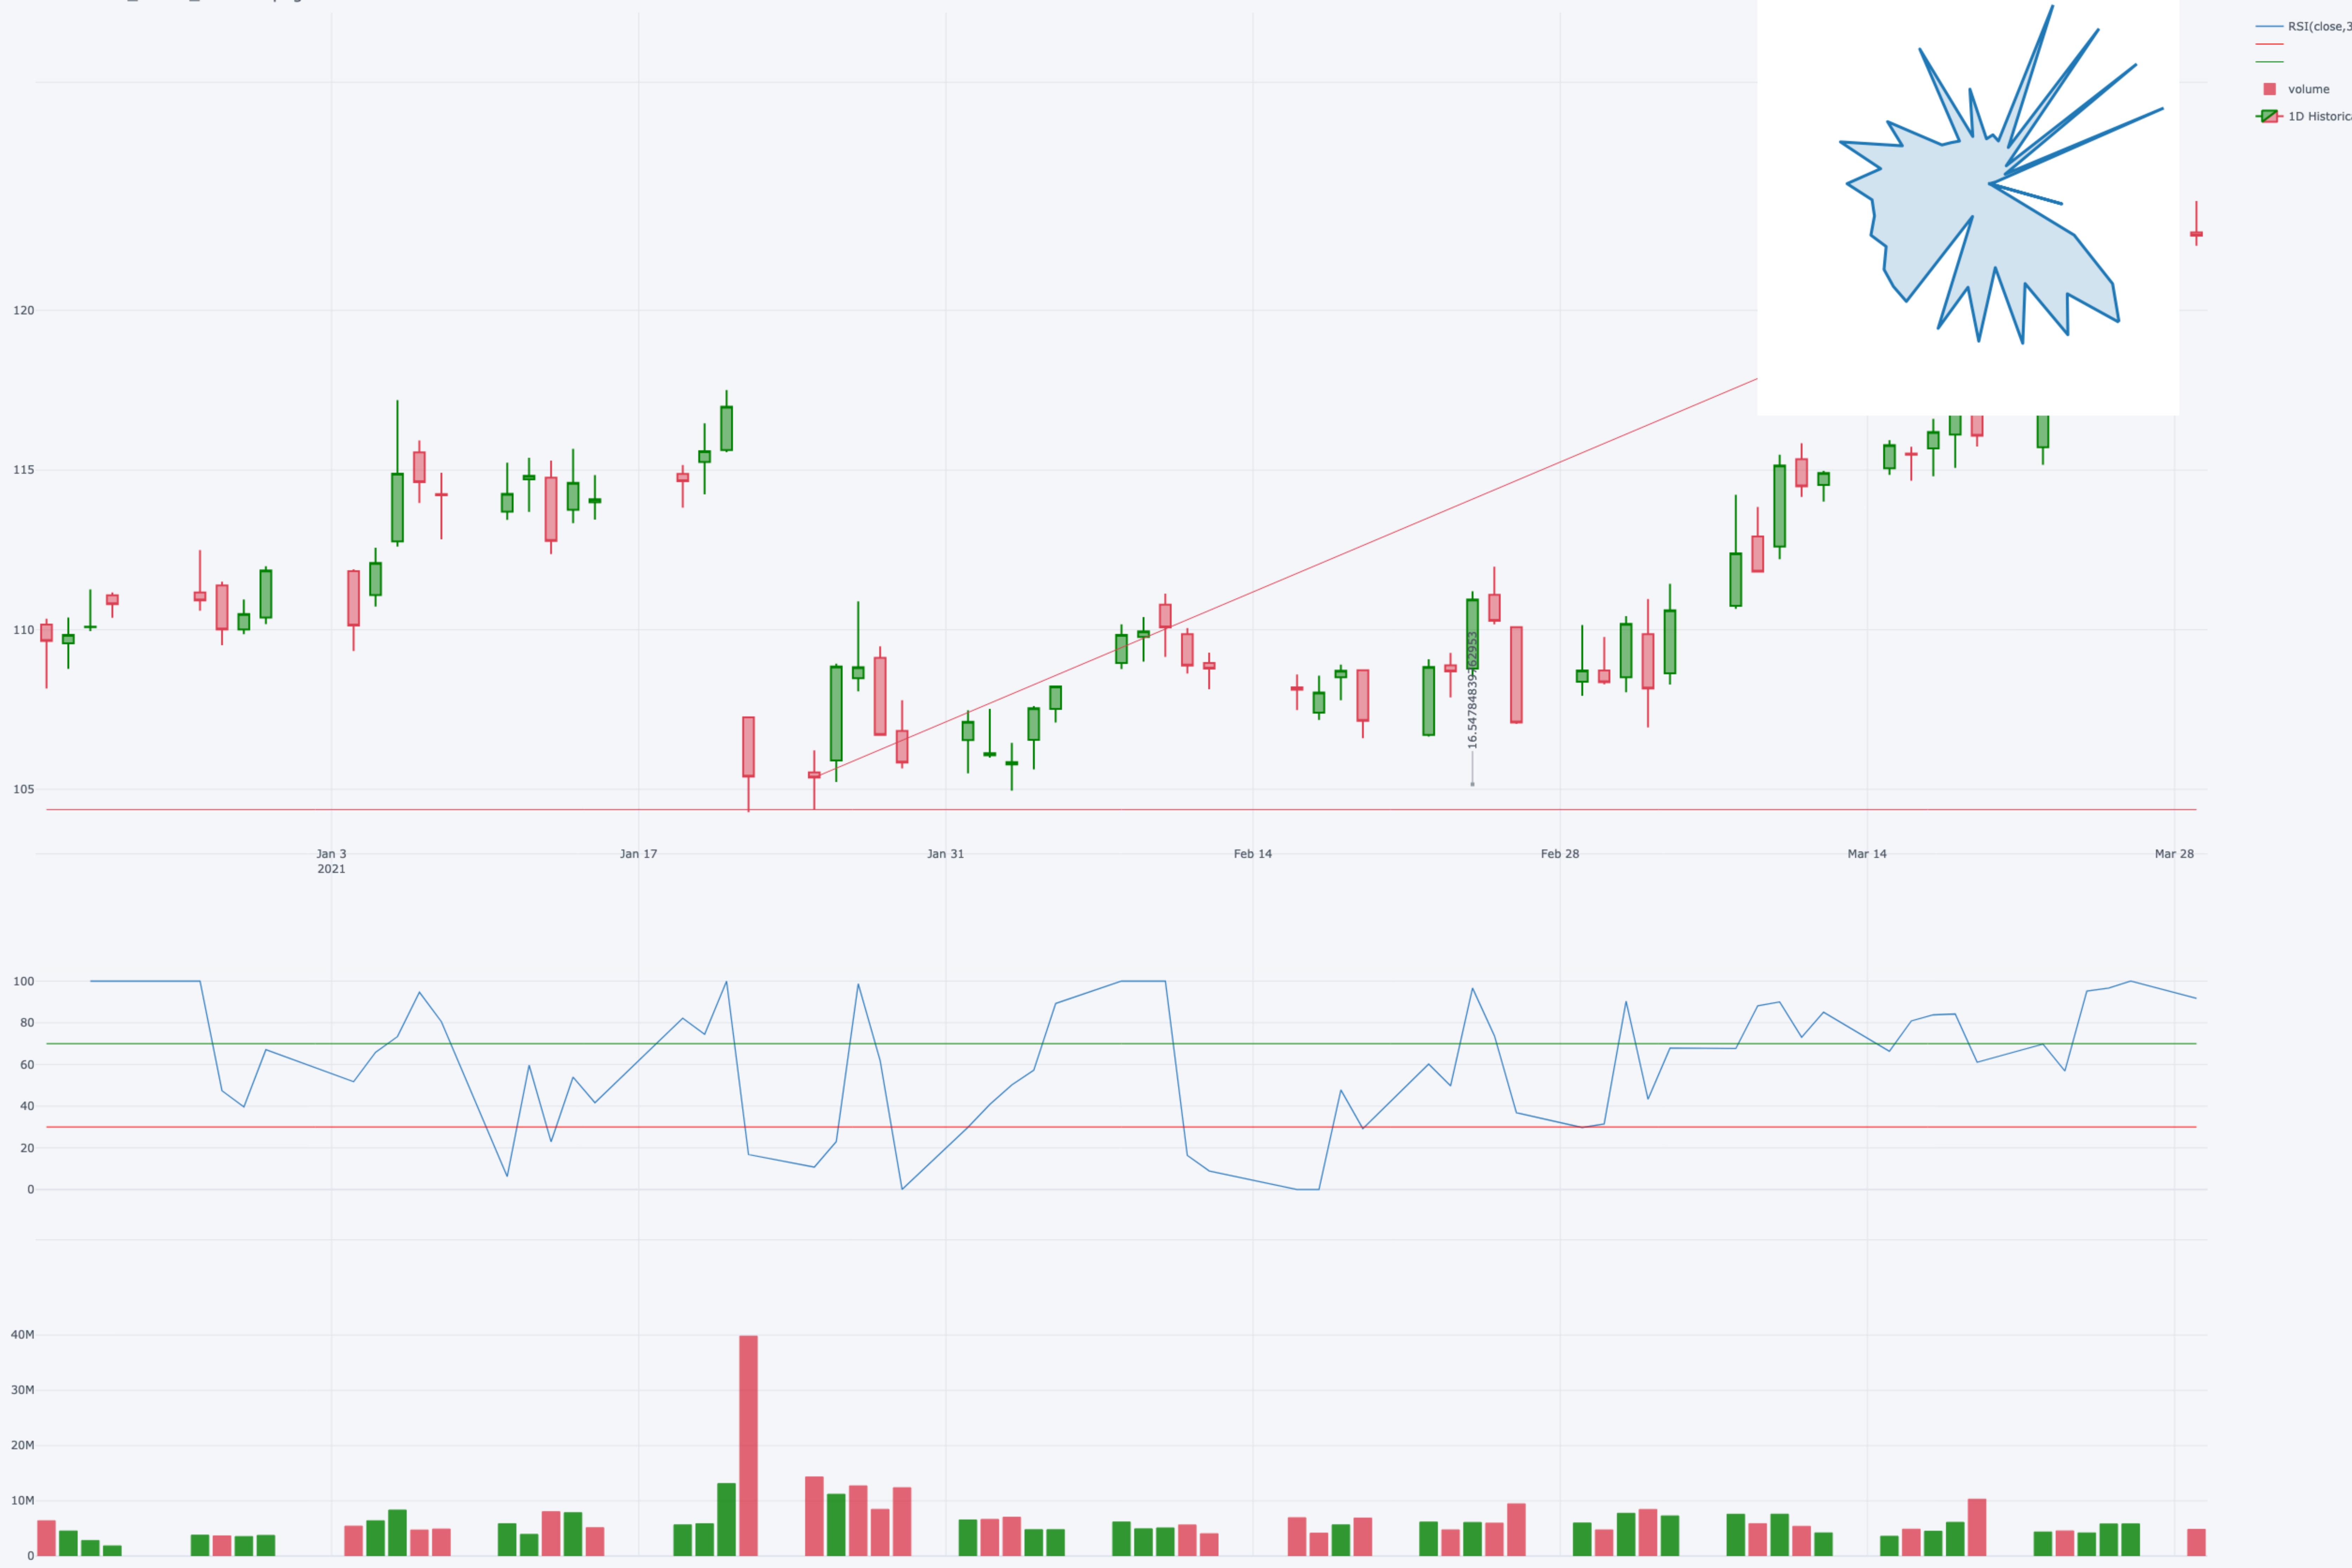 RSI(close,3
volume
1D Historic
120
115
110
105
16.54784839762953
Jan 3
2021
Jan 17
Jan 31
Feb 14
Feb 28
Mar 14
Mar 28
100
80
60
40
20
0
40M
30M
20M
10M
0